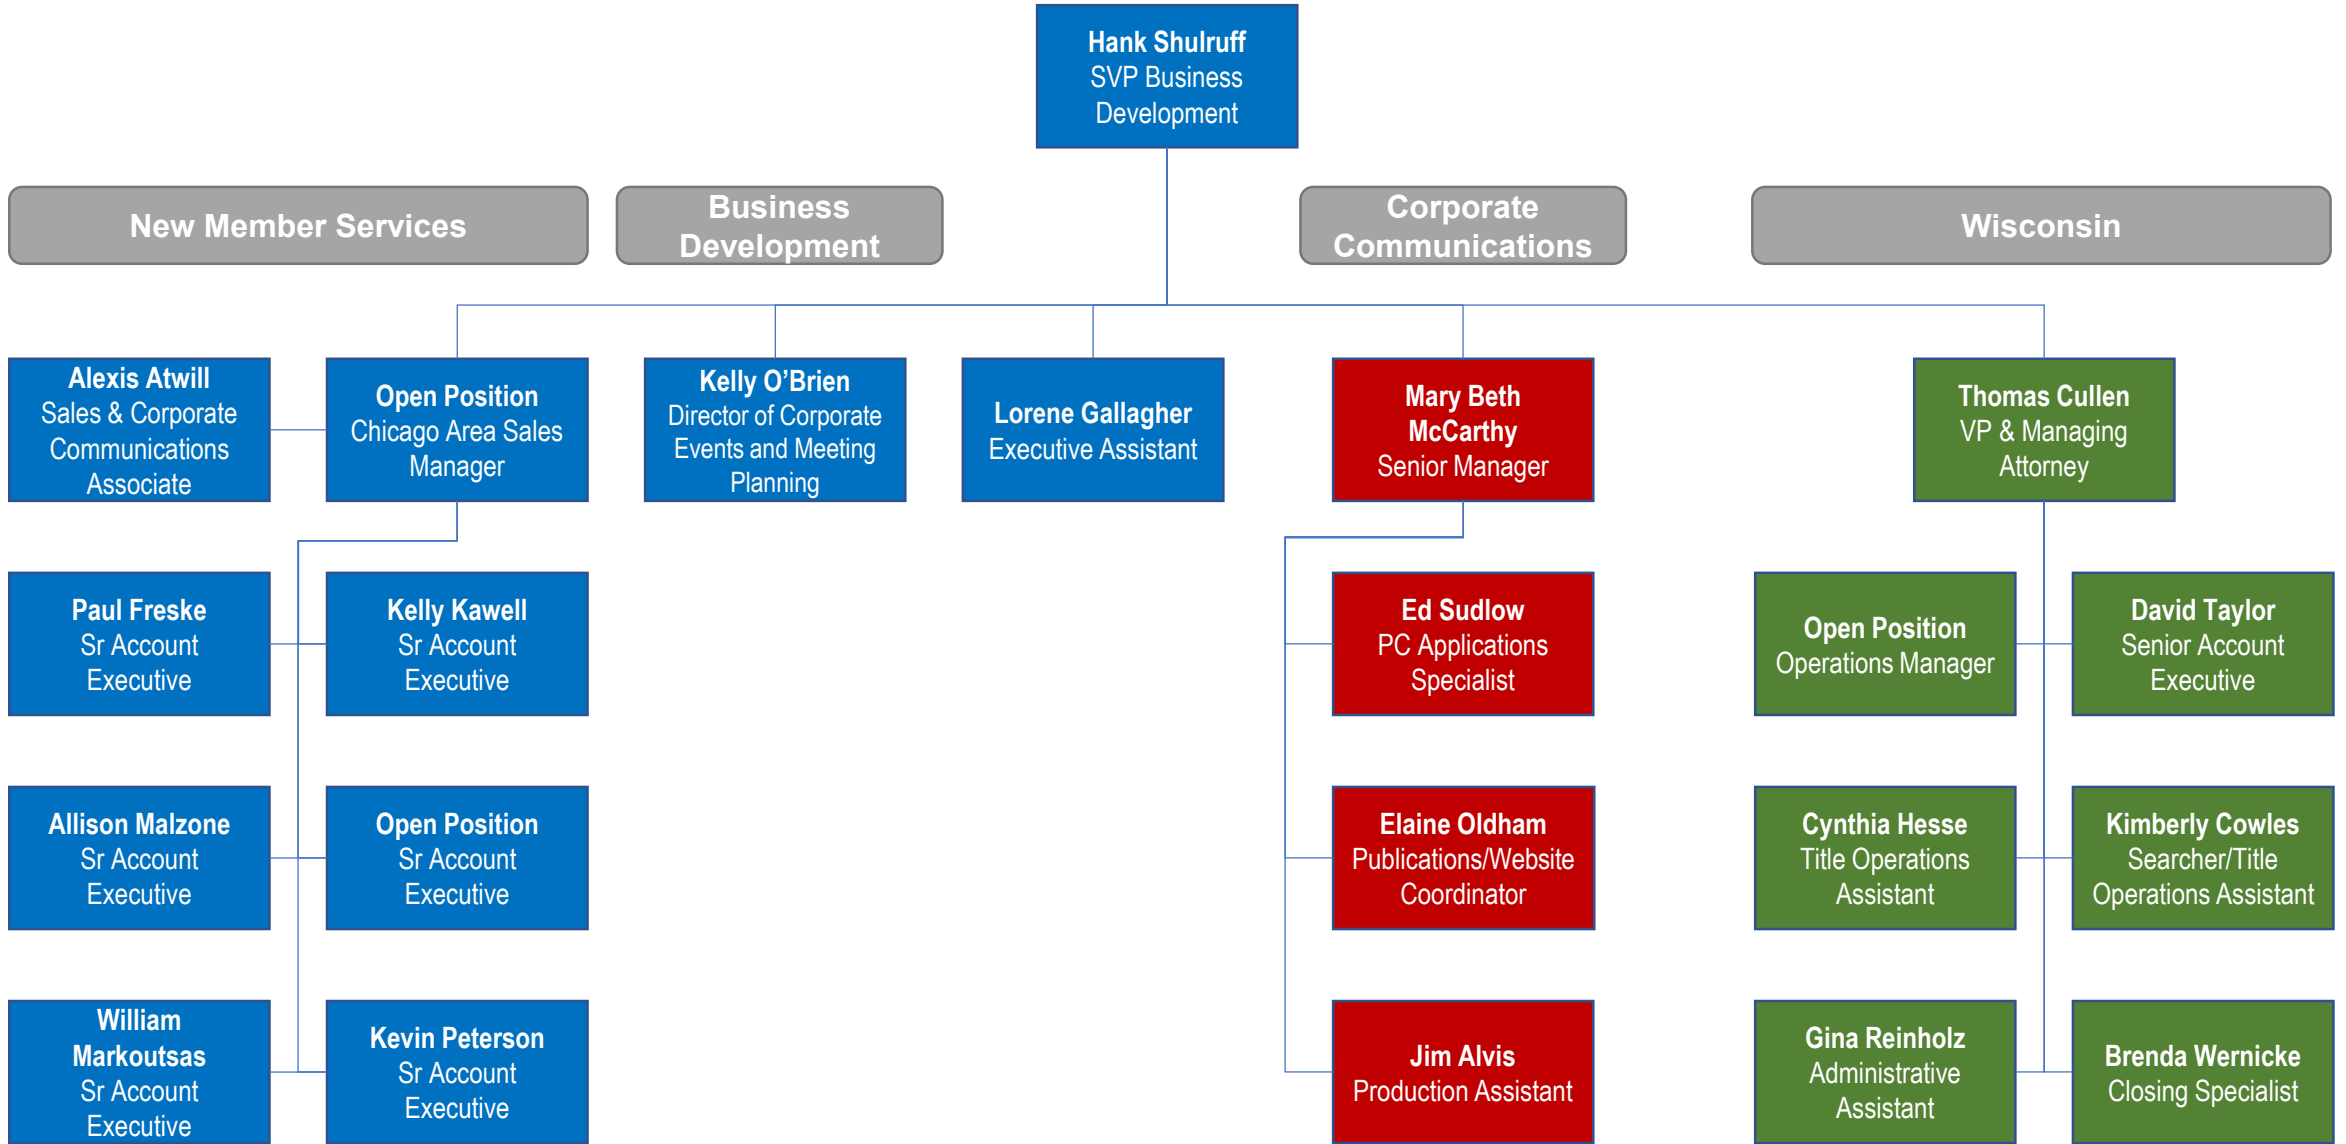 Hank Shulruff
SVP Business
Development
New Member Services
Business
Development
Corporate
Communications
Wisconsin
Alexis Atwill
Sales & Corporate
Communications
Associate
Open Position
Chicago Area Sales
Manager
Kelly O’Brien
Director of Corporate
Events and Meeting
Planning
Lorene Gallagher
Executive Assistant
Mary Beth
McCarthy
Senior Manager
Thomas Cullen
VP & Managing
Attorney
Paul Freske
Sr Account
Executive
Kelly Kawell
Sr Account
Executive
Ed Sudlow
PC Applications
Specialist
Open Position
Operations Manager
David Taylor
Senior Account
Executive
Allison Malzone
Sr Account
Executive
Open Position
Sr Account
Executive
Elaine Oldham
Publications/Website
Coordinator
Cynthia Hesse
Title Operations
Assistant
Kimberly Cowles
Searcher/Title
Operations Assistant
William
Markoutsas
Sr Account
Executive
Kevin Peterson
Sr Account
Executive
Jim Alvis
Production Assistant
Gina Reinholz
Administrative
Assistant
Brenda Wernicke
Closing Specialist